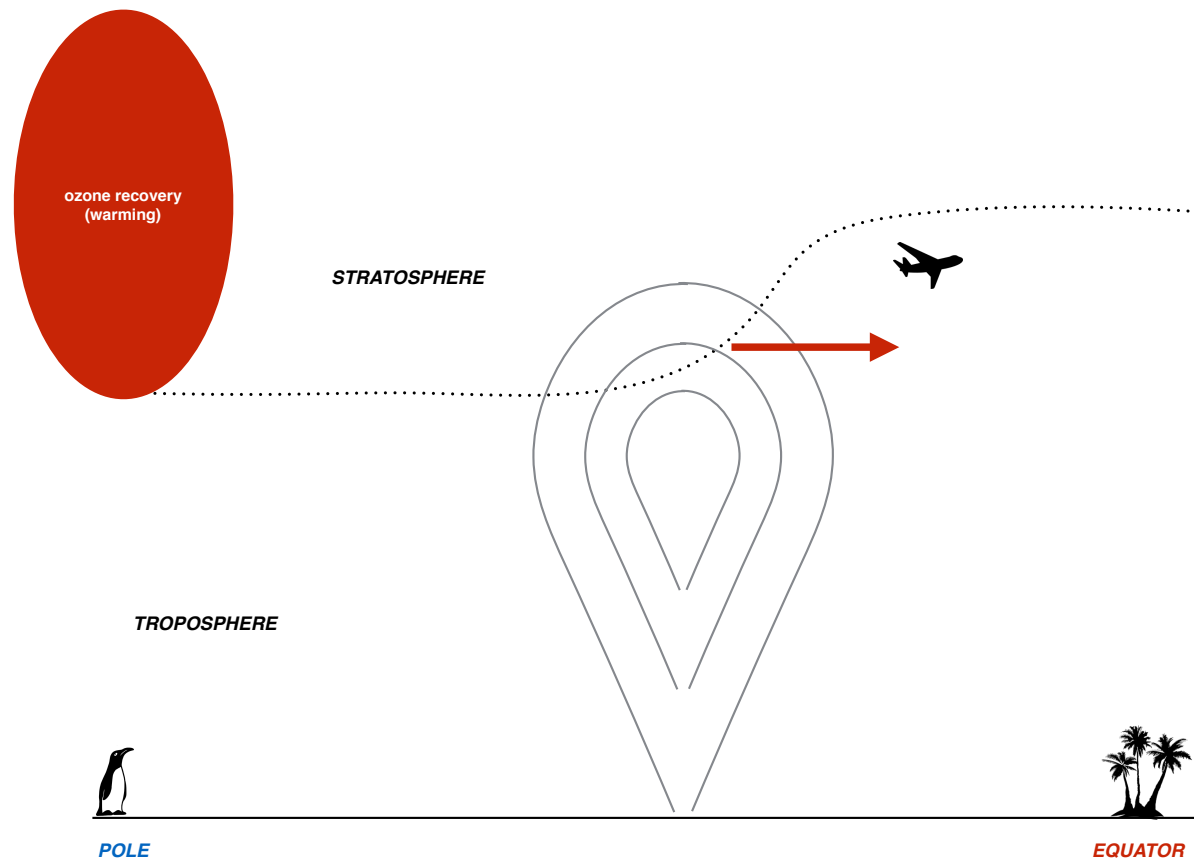 ozone recovery
(warming)
STRATOSPHERE
TROPOSPHERE
POLE
EQUATOR